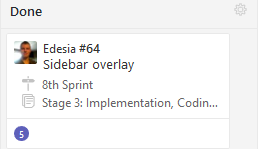 Done
Edesia #64
Sidebar overlay
8th Sprint
Stage 3: Implementation, Codin...
5